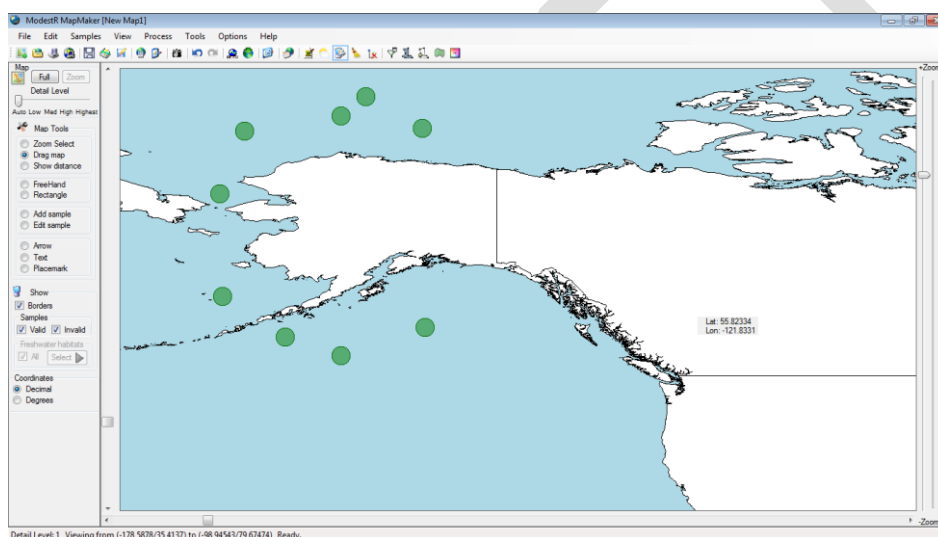 ModestR MapMaker [New Map1]
File Edit Samples View Process Tools Options Help
Map
Full Zoom
Detail Level
Auto Low Med High Highest
Map Tools
Zoom Select
Drag map
Show distance
FreeHand
Rectangle
Add sample
Edit sample
Arrow
Text
Placemark
Show
Borders
Samples
Valid Invalid
Freshwater habitats
All Select
Coordinates
Decimal
Degrees
+Zoom
Lat: 55.82334
Lon: -121.8331
-Zoom
Detail Level: 1 Viewing from (-178.5878/35.4137) to (-98.94543/79.67474) Ready.